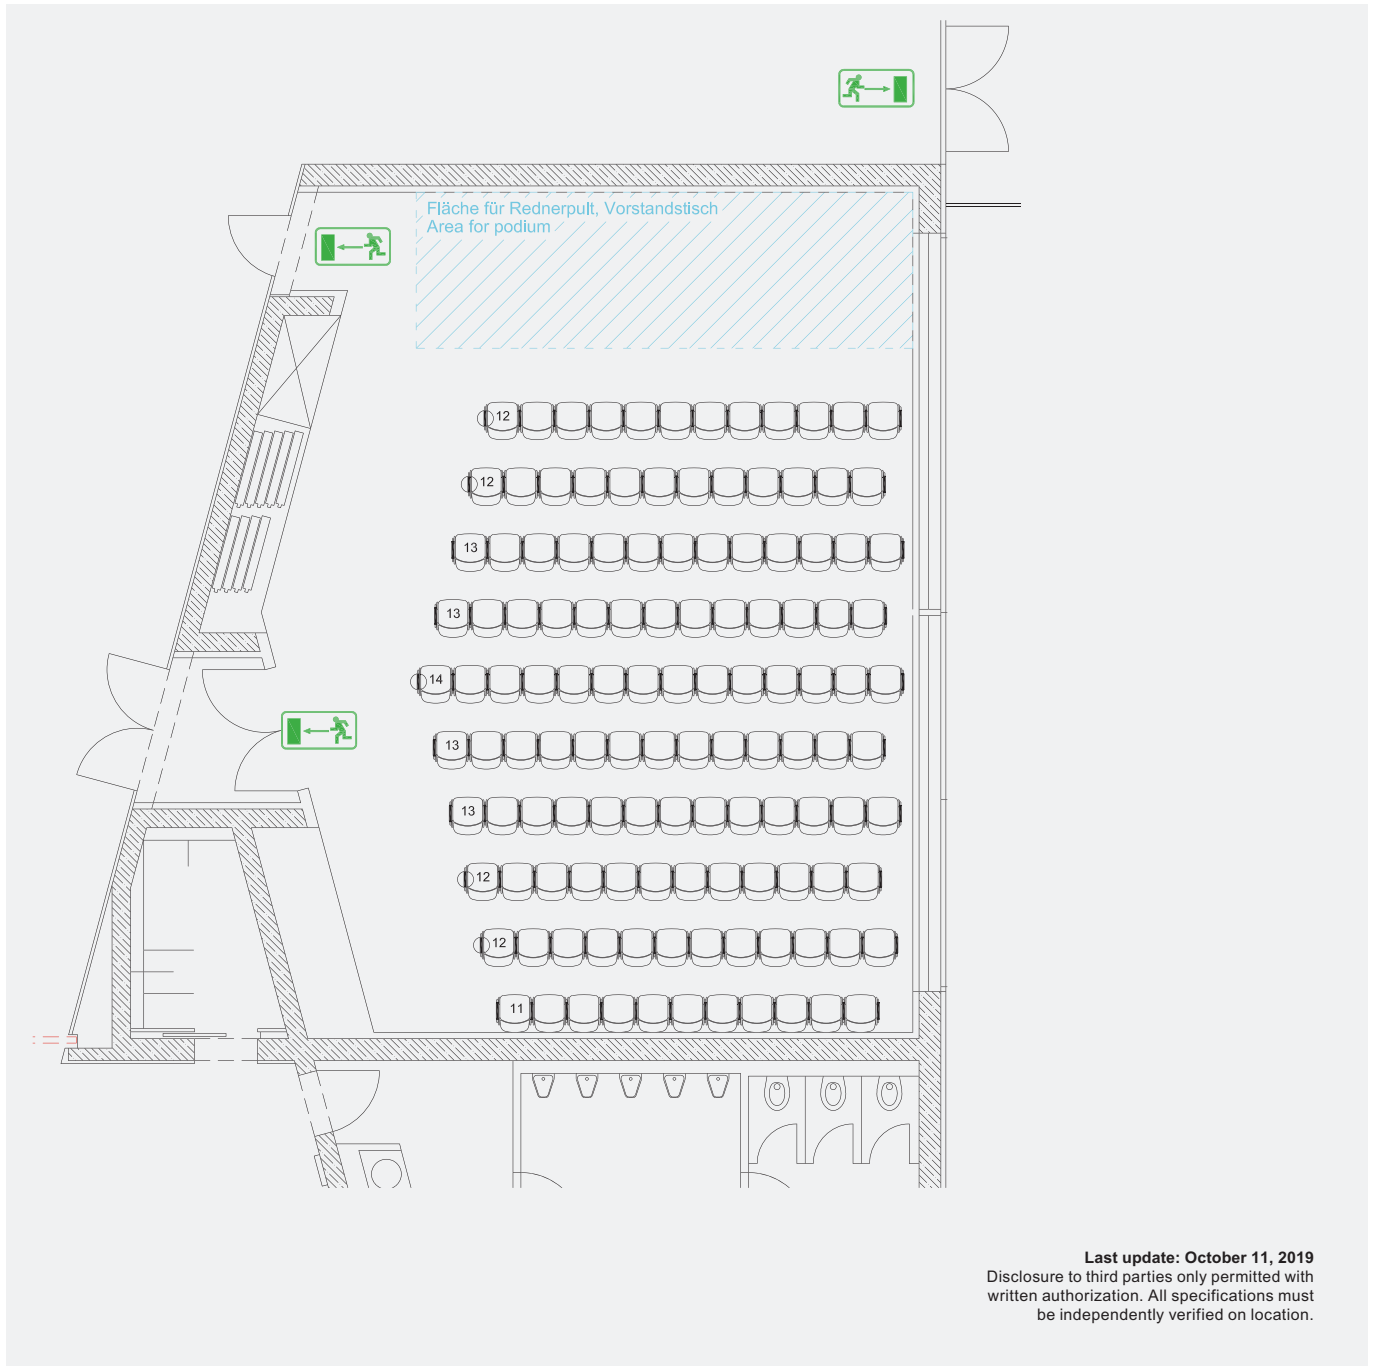 Fläche für Rednerpult, Vorstandstisch
Area for podium
12
12
13
13
14
13
13
12
12
11
Last update: October 11, 2019
Disclosure to third parties only permitted with
written authorization. All specifications must
be independently verified on location.